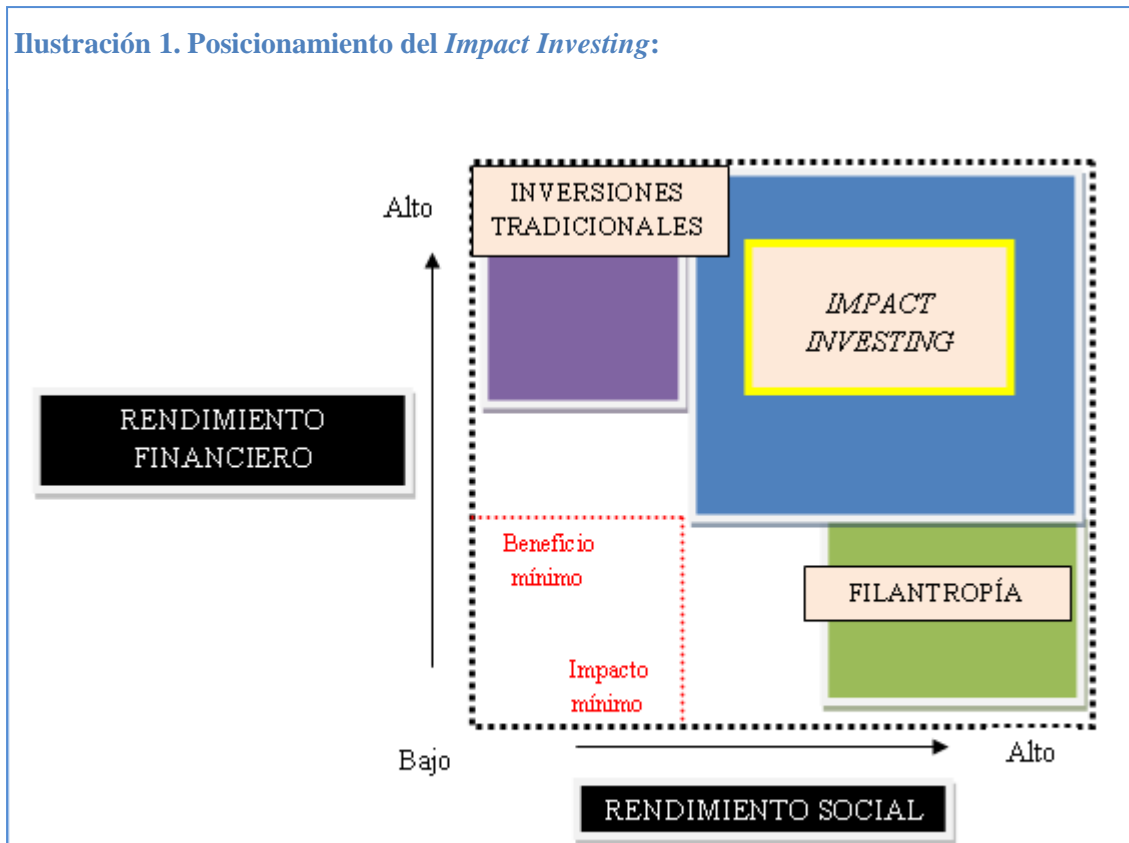 Ilustración 1. Posicionamiento del Impact Investing:
Alto
INVERSIONES
TRADICIONALES
IMPACT
INVESTING
RENDIMIENTO
FINANCIERO
Beneficio
mínimo
FILANTROPÍA
Impacto
mínimo
Bajo
Alto
RENDIMIENTO SOCIAL